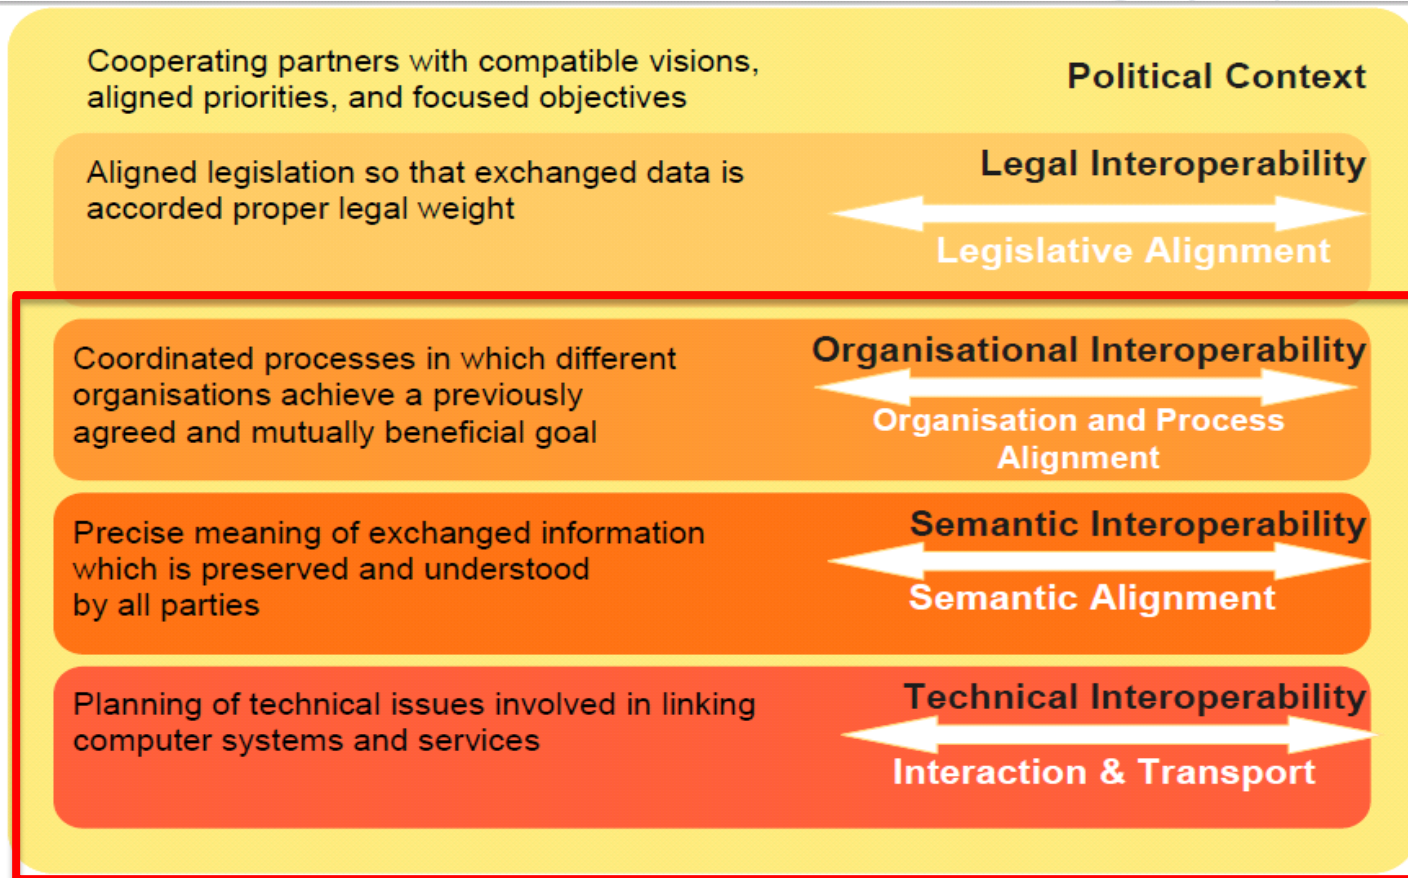 Cooperating partners with compatible visions,
aligned priorities, and focused objectives
Political Context
Aligned legislation so that exchanged data is
accorded proper legal weight
Legal Interoperability
Legislative Alignment
Coordinated processes in which different
organisations achieve a previously
agreed and mutually beneficial goal
Organisational Interoperability
Organisation and Process
Alignment
Precise meaning of exchanged information
which is preserved and understood
by all parties
Semantic Interoperability
Semantic Alignment
Planning of technical issues involved in linking
computer systems and services
Technical Interoperability
Interaction & Transport